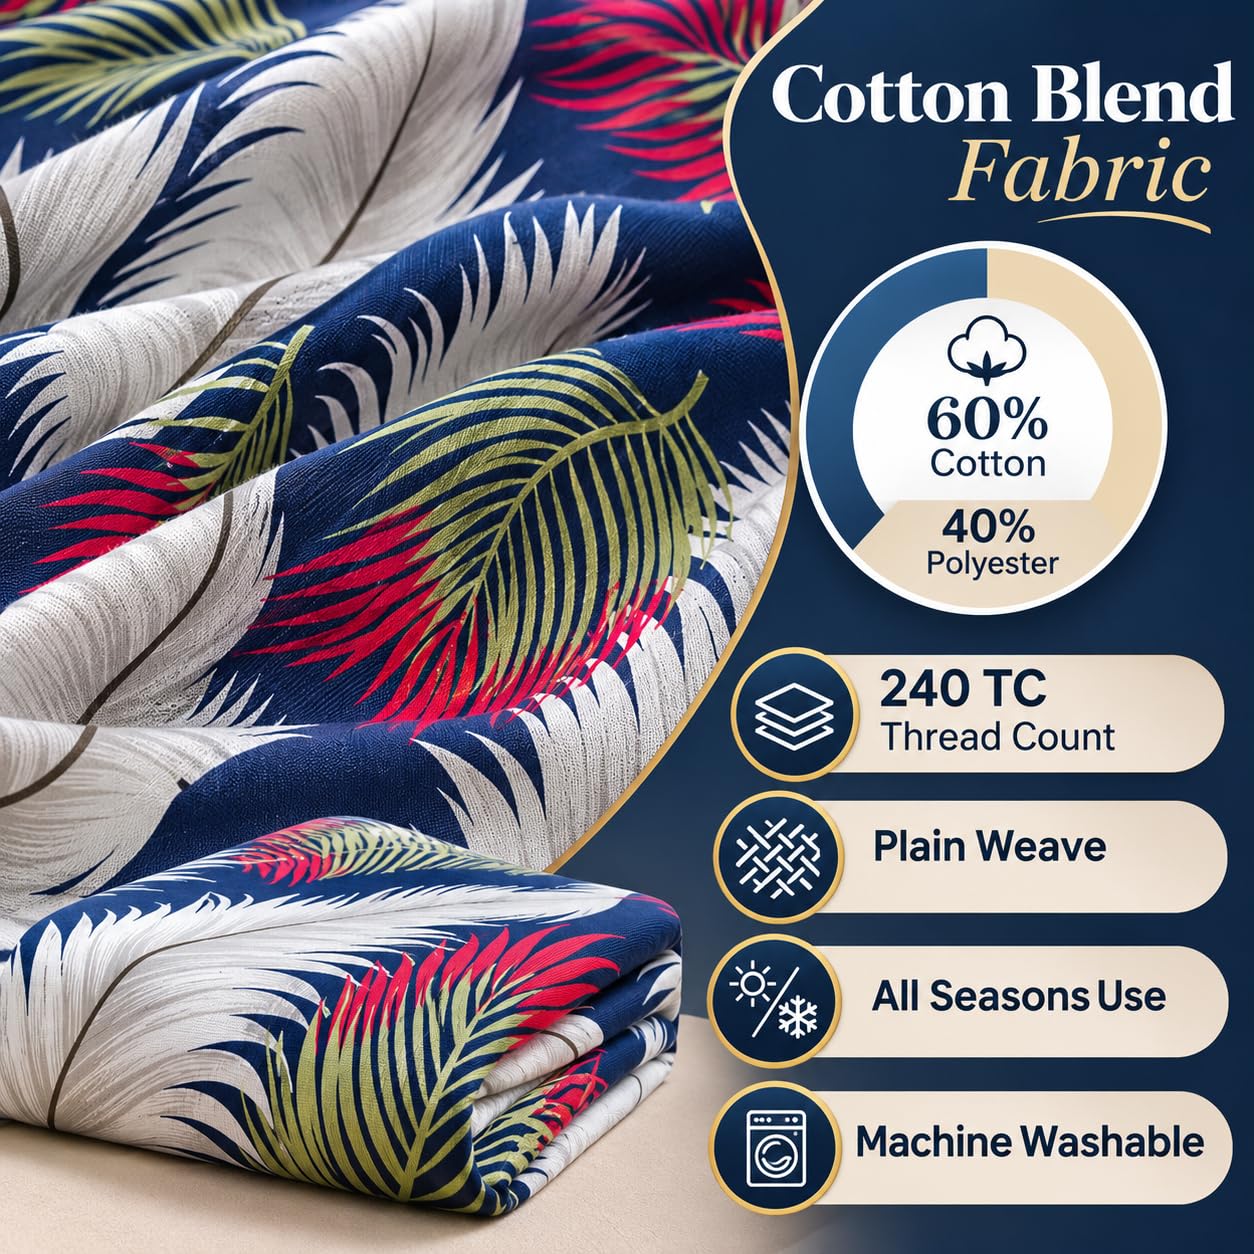 Cotton Blend
Fabric
60%
Cotton
40%
Polyester
240 TC
Thread Count
Plain Weave
All Seasons Use
Machine Washable